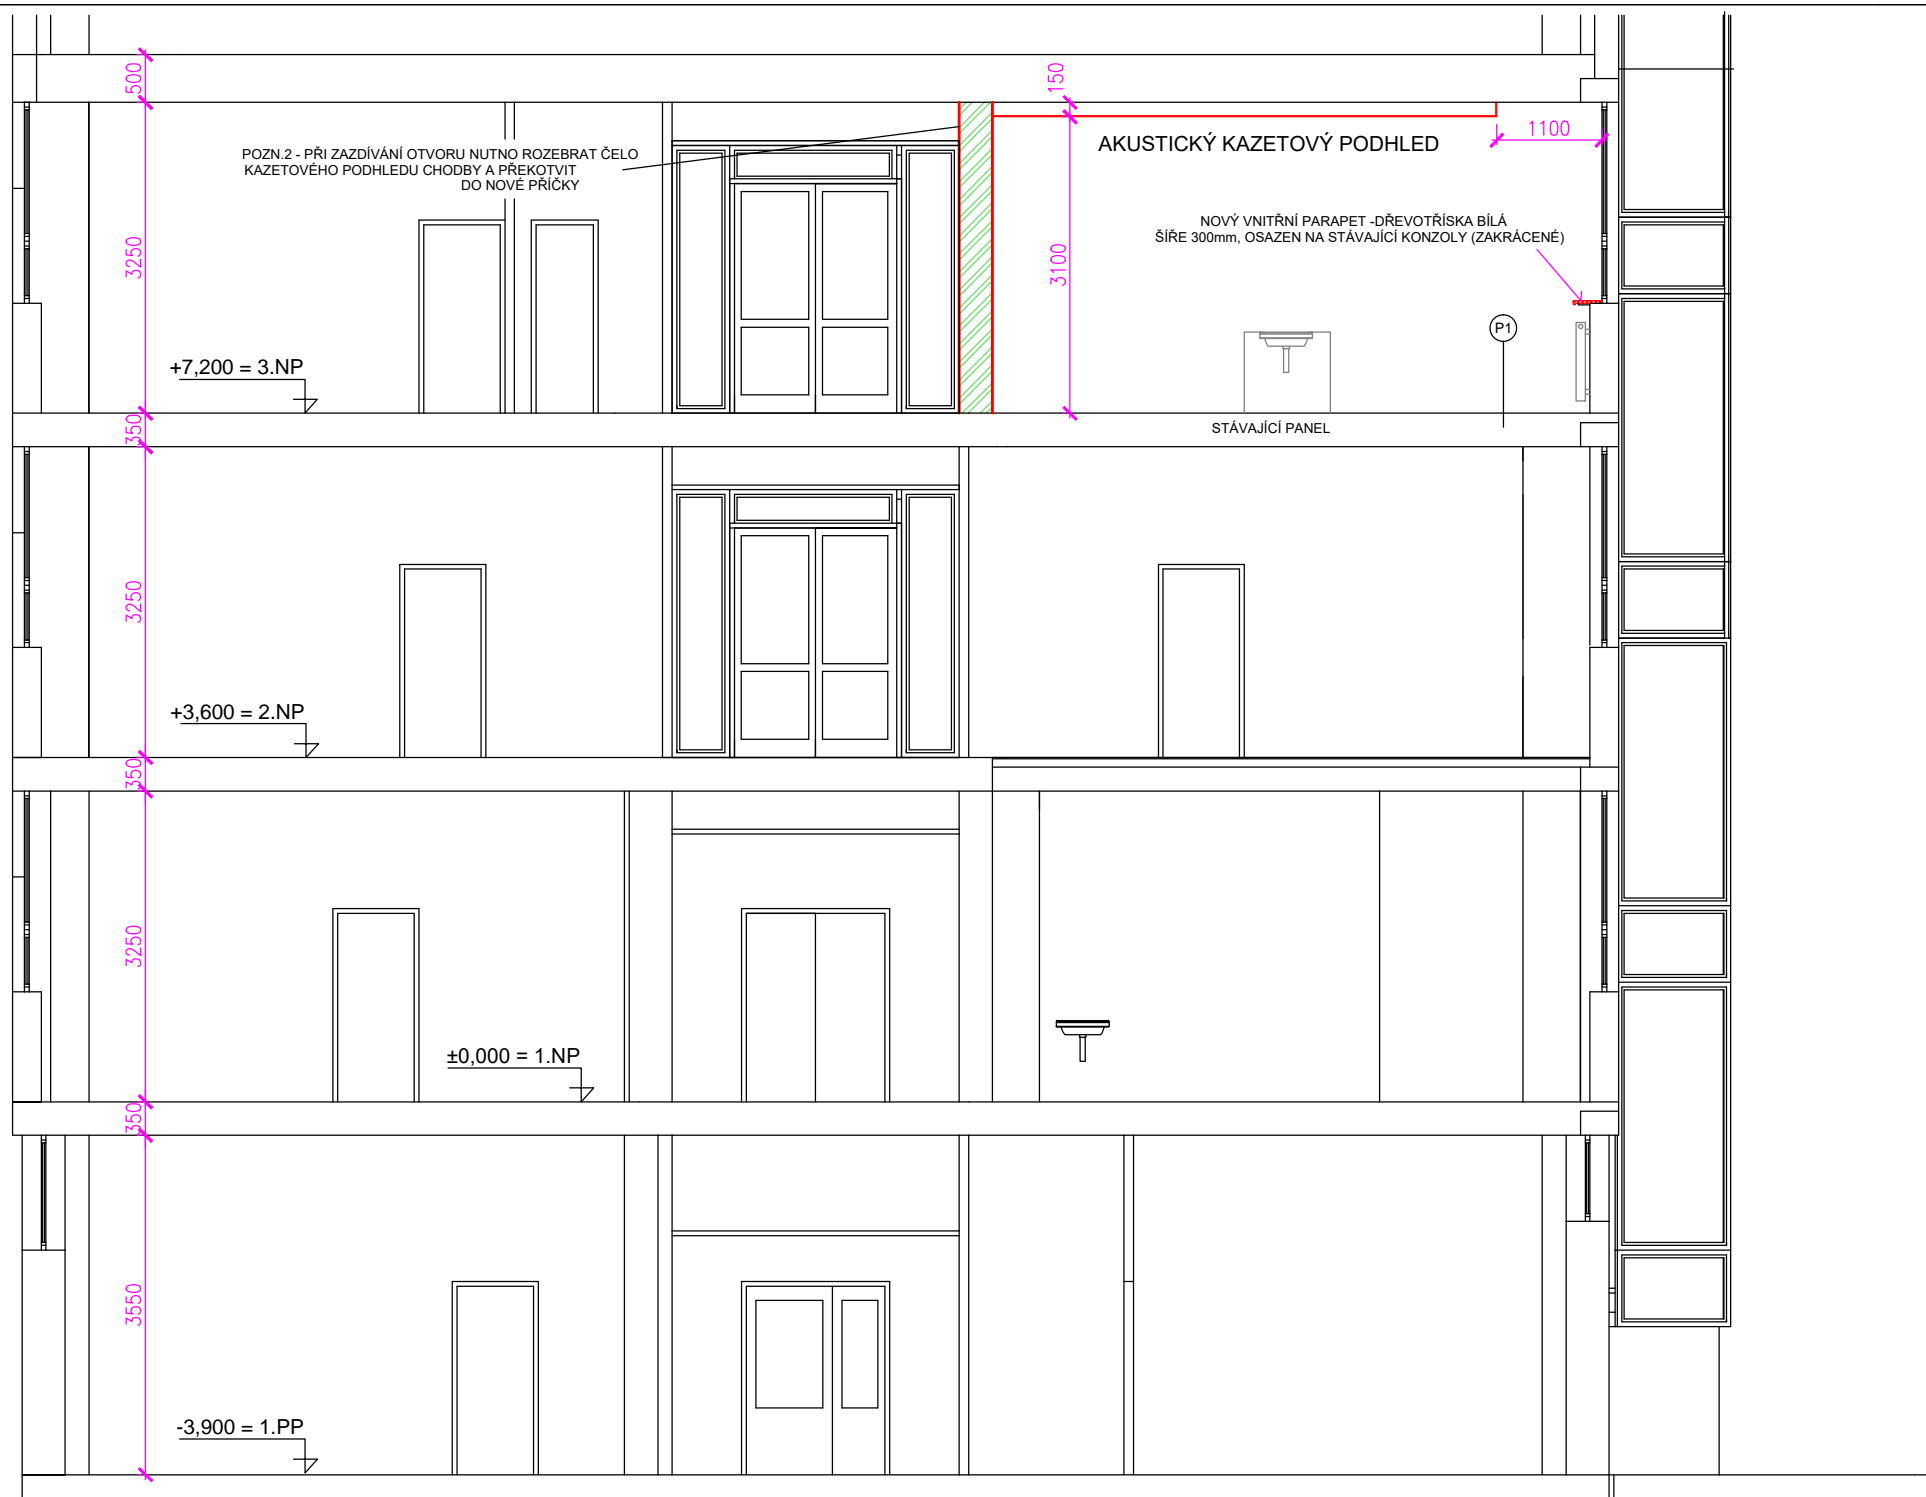 500
150
1100
AKUSTICKÝ KAZETOVÝ PODHLED
POZN.2 - PŘI ZAZDÍVÁNÍ OTVORU NUTNO ROZEBRAT ČELO
KAZETOVÉHO PODHLEDU CHODBY A PŘEKOTVIT
DO NOVÉ PŘÍČKY
NOVÝ VNITŘNÍ PARAPET -DŘEVOTŘÍSKA BÍLÁ
ŠÍŘE 300mm, OSAZEN NA STÁVAJÍCÍ KONZOLY (ZAKRÁCENÉ)
3250
3100
P1
+7,200 = 3.NP
350
STÁVAJÍCÍ PANEL
3250
+3,600 = 2.NP
350
3250
±0,000 = 1.NP
350
3550
-3,900 = 1.PP